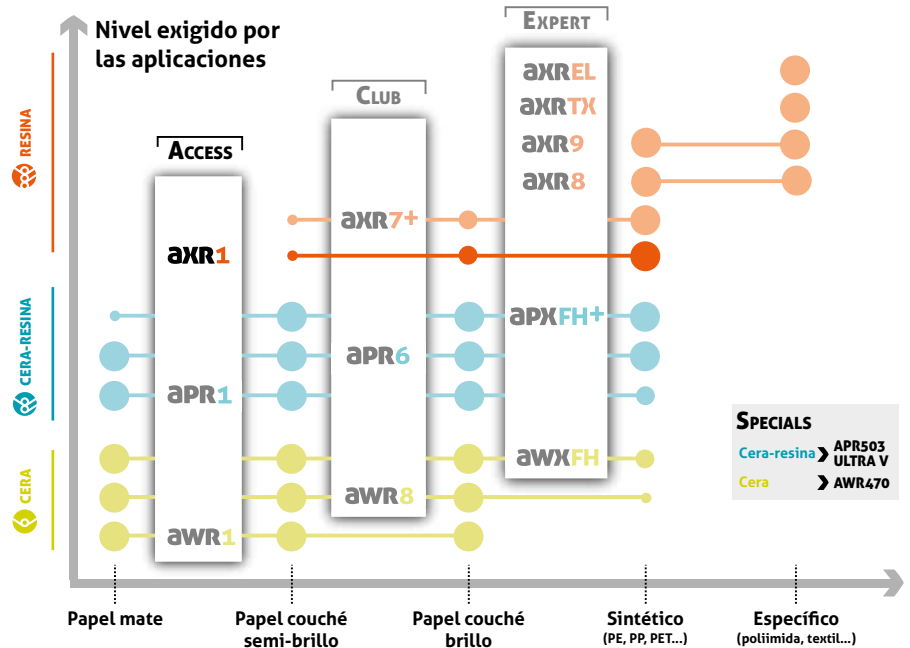 Nivel exigido por
las aplicaciones
EXPERT
CLUB
ACCESS
RESINA
CERA-RESINA
CERA
aXREL
aXRTX
aXR9
aXR8
aXR7+
aXR1
aPXFH+
aPR6
aPR1
aWXFH
aWR8
aWR1
SPECIALS
Cera-resina APR503
ULTRA V
Cera AWR470
Papel mate
Papel couché
semi-brillo
Papel couché
brillo
Sintético
(PE, PP, PET...)
Específico
(poliimida, textil...)